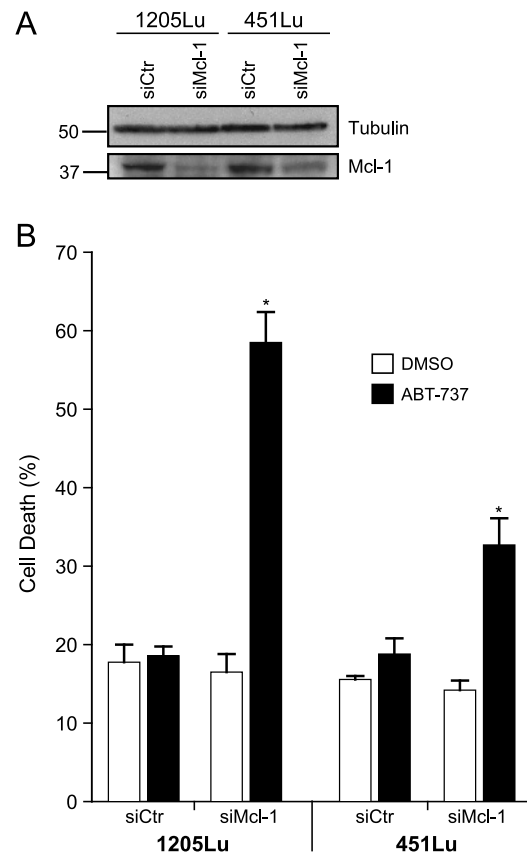 A
1205Lu 451Lu
siCtr siMcl-1 siCtr siMcl-1
50 Tubulin
37 Mcl-1
B
70
60
50
40
30
20
10
0
Cell Death (%)
*
*
DMSO
ABT-737
siCtr siMcl-1 siCtr siMcl-1
1205Lu 451Lu